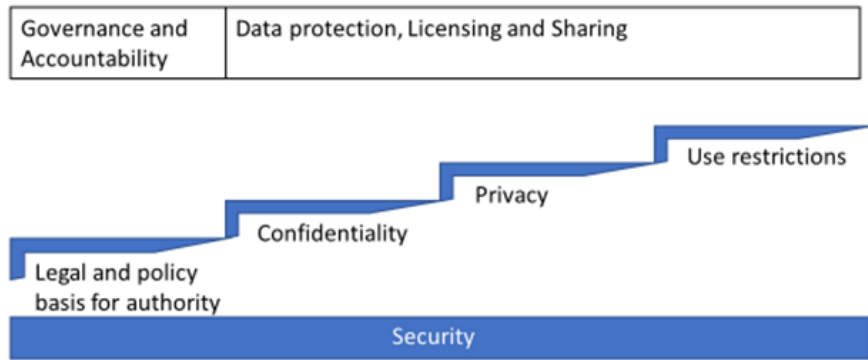 Governance and
Accountability
Data protection, Licensing and Sharing
Use restrictions
Privacy
Confidentiality
Legal and policy
basis for authority
Security